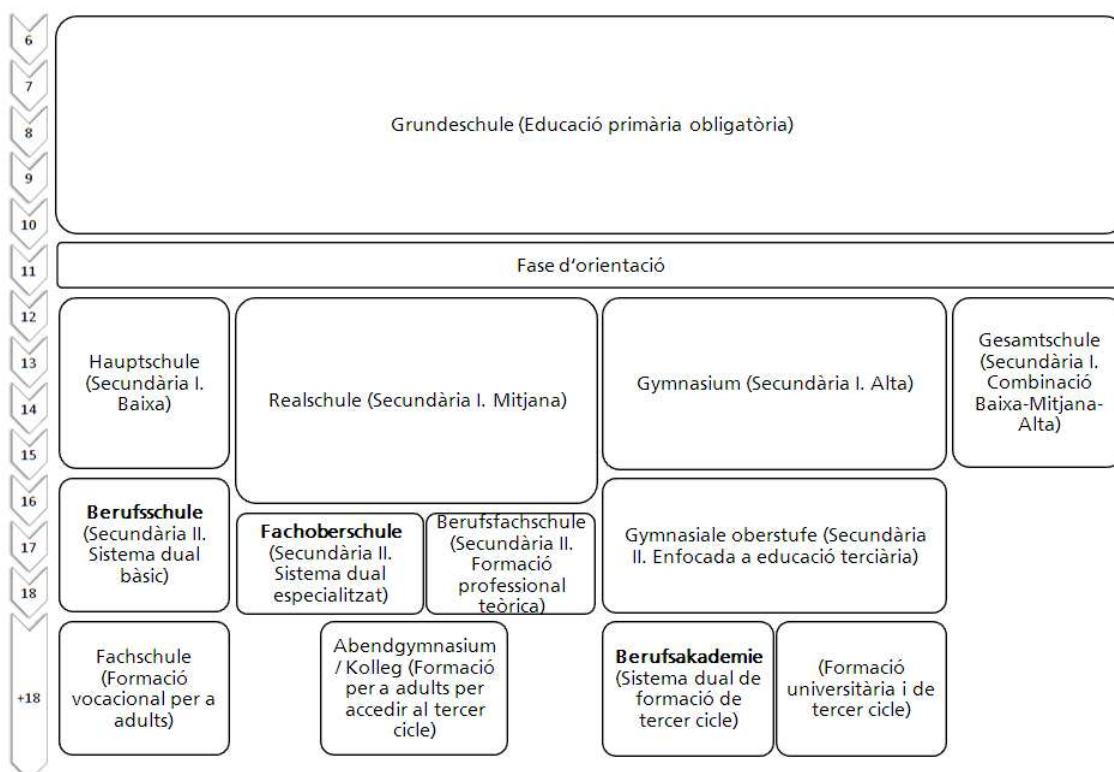 6
7
8
9
10
11
12
13
14
15
16
17
18
+18
Grundeschule (Educació primària obligatòria)
Fase d'orientació
Hauptschule
(Secundària I.
Baixa)
Realschule (Secundària I. Mitjana)
Gymnasium (Secundària I. Alta)
Gesamtschule
(Secundària I.
Combinació
Baixa-Mitjana-
Alta)
Berufsschule
(Secundària II.
Sistema dual
bàsic)
Fachoberschule
(Secundària II.
Sistema dual
especialitzat)
Berufsfachschule
(Secundària II.
Formació
professional
teòrica)
Gymnasiale oberstufe (Secundària
II. Enfocada a educació terciària)
Fachschule
(Formació
vocacional per a
adults)
Abendgymnasium
/ Kolleg (Formació
per a adults per
accedir al tercer
cicle)
Berufsakademie
(Sistema dual de
formació de
tercer cicle)
(Formació
universitària i de
tercer cicle)